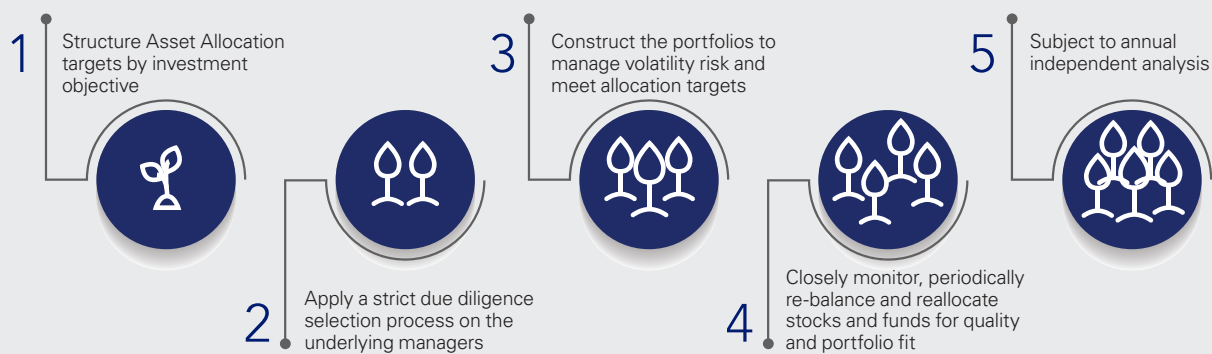 1
Structure Asset Allocation
targets by investment
objective
2
Apply a strict due diligence
selection process on the
underlying managers
3
Construct the portfolios to
manage volatility risk and
meet allocation targets
4
Closely monitor, periodically
re-balance and reallocate
stocks and funds for quality
and portfolio fit
5
Subject to annual
independent analysis